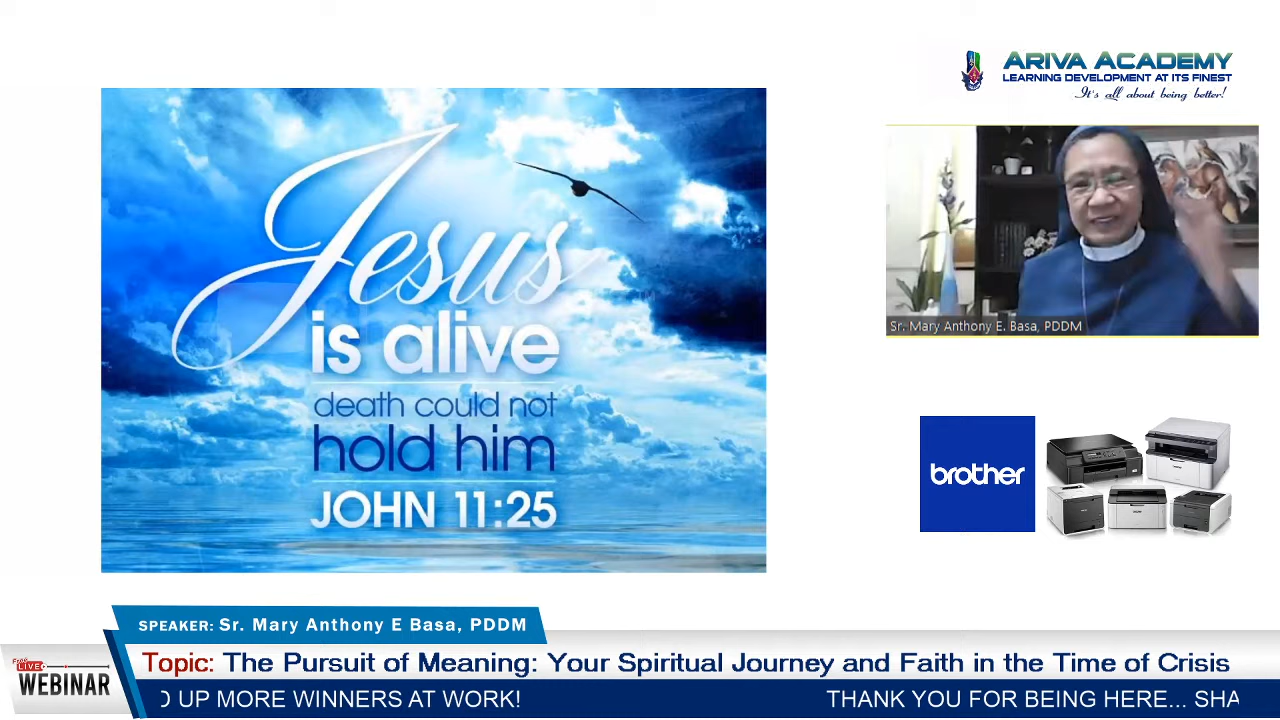 ARIVA ACADEMY
LEARNING DEVELOPMENT AT ITS FINEST
It's all about being better!
Jesus
is alive
death could not
hold him
JOHN 11:25
Sr. Mary Anthony E. Basa, PDDM
brother
SPEAKER: Sr. Mary Anthony E Basa, PDDM
Free
LIVE
WEBINAR
Topic: The Pursuit of Meaning: Your Spiritual Journey and Faith in the Time of Crisis
UP MORE WINNERS AT WORK! THANK YOU FOR BEING HERE... SHA